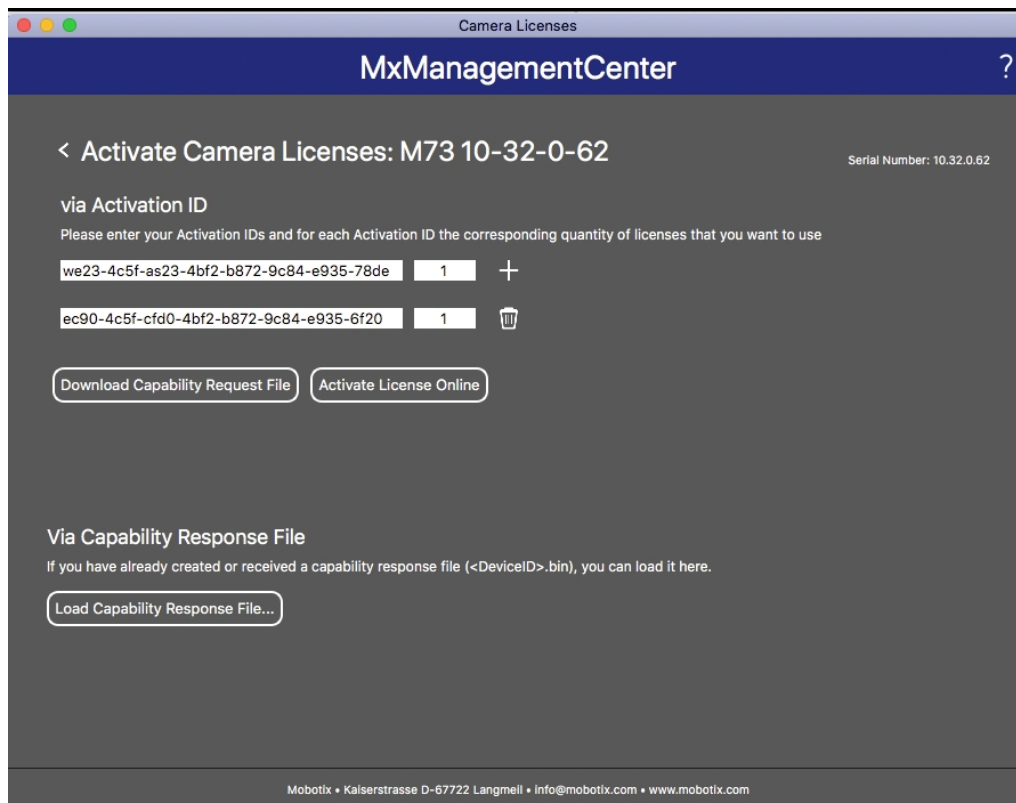 Camera Licenses
MxManagementCenter
?
< Activate Camera Licenses: M73 10-32-0-62
Serial Number: 10.32.0.62
via Activation ID
Please enter your Activation IDs and for each Activation ID the corresponding quantity of licenses that you want to use
we23-4c5f-as23-4bf2-b872-9c84-e935-78de 1 +
ec90-4c5f-cfd0-4bf2-b872-9c84-e935-6f20 1
Download Capability Request File Activate License Online
Via Capability Response File
If you have already created or received a capability response file (<DeviceID>.bin), you can load it here.
Load Capability Response File...
Mobotix • Kaiserstrasse D-67722 Langmeil • info@mobotix.com • www.mobotix.com